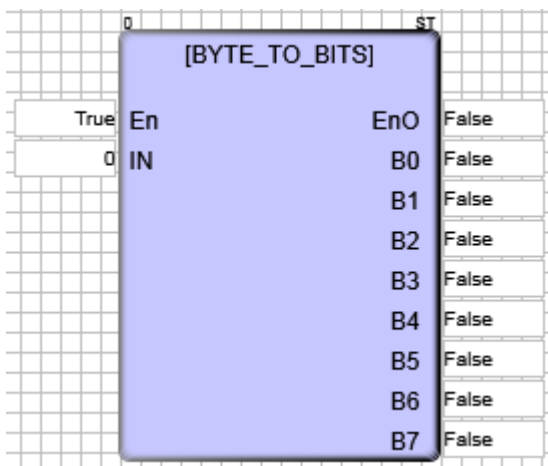 0 ST
[BYTE_TO_BITS]
True En EnO False
0 IN B0 False
B1 False
B2 False
B3 False
B4 False
B5 False
B6 False
B7 False